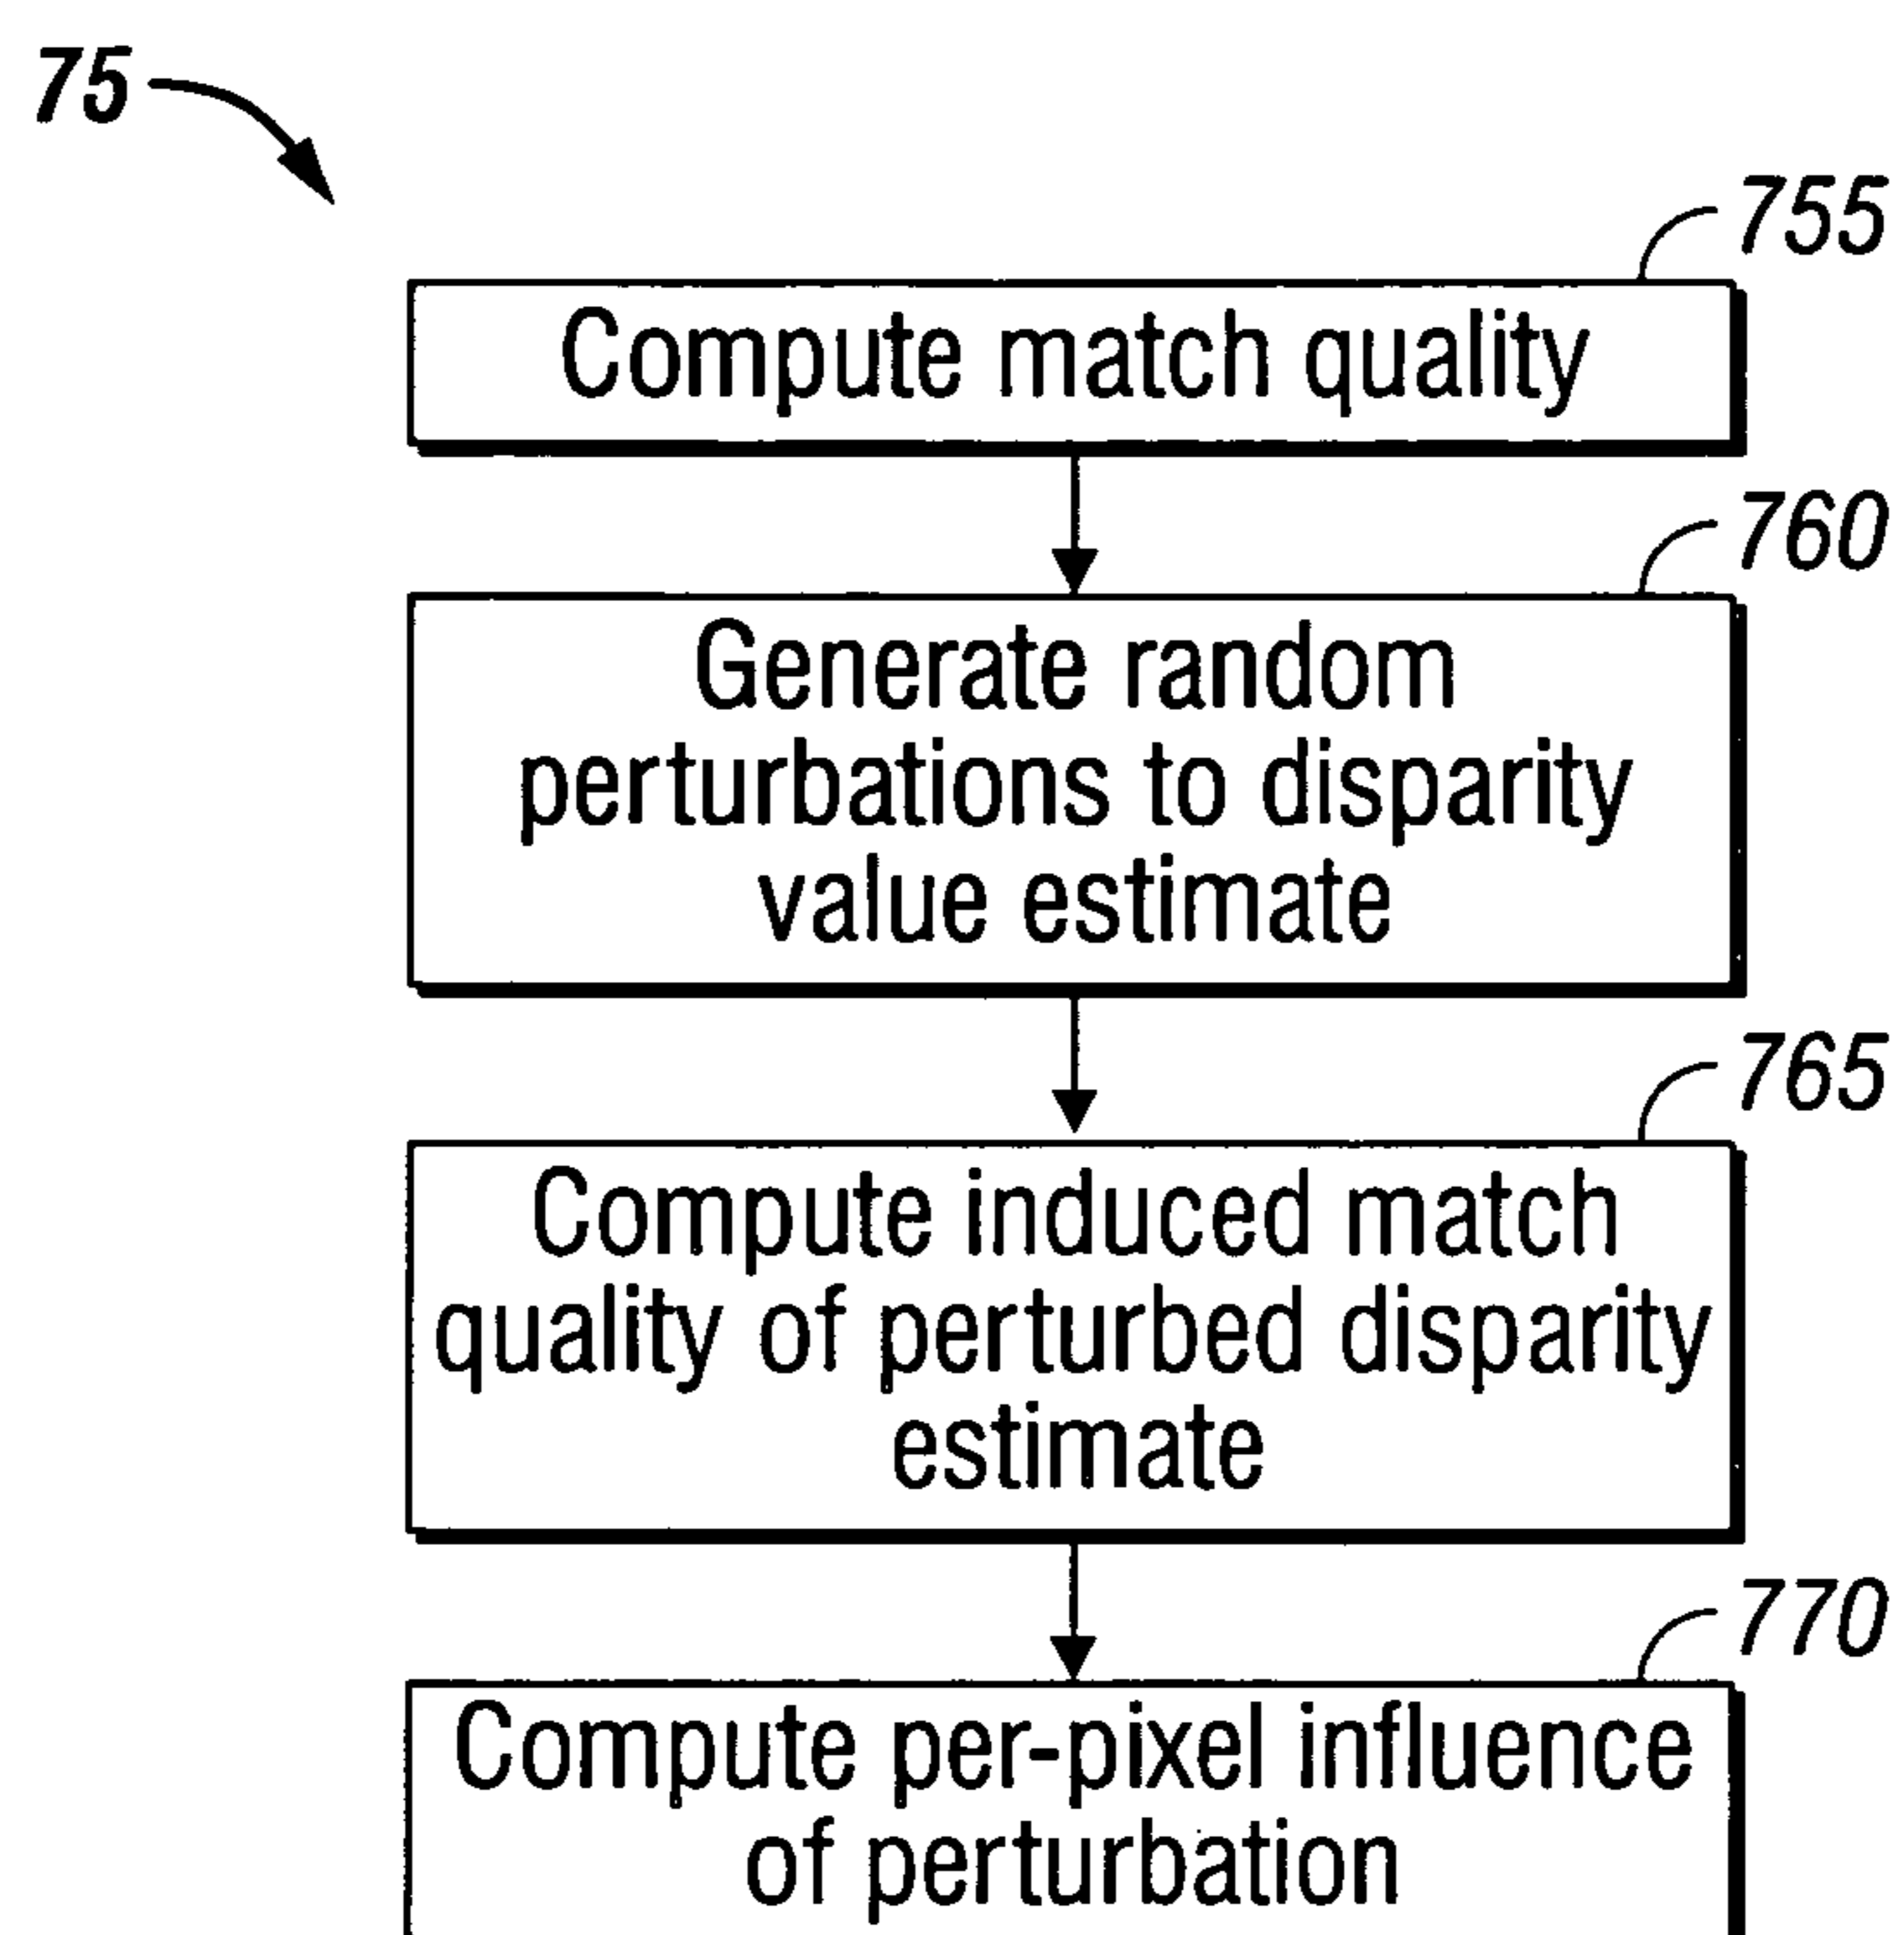 75
755
Compute match quality
760
Generate random
perturbations to disparity
value estimate
765
Compute induced match
quality of perturbed disparity
estimate
770
Compute per-pixel influence
of perturbation